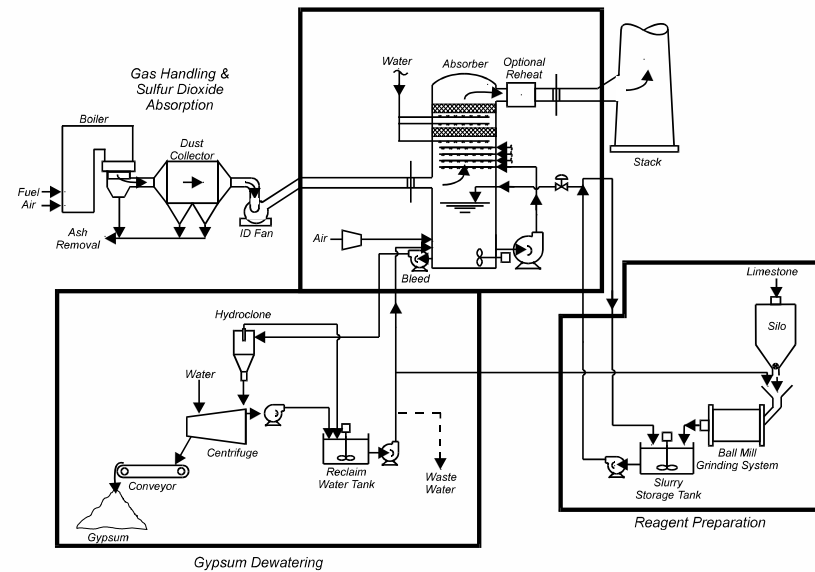 Gas Handling &
Sulfur Dioxide
Absorption
Boiler
Dust
Collector
Fuel
Air
Ash
Removal
ID Fan
Water
Absorber
Optional
Reheat
Stack
Air
Bleed
Hydroclone
Water
Centrifuge
Conveyor
Gypsum
Reclaim
Water Tank
Waste
Water
Gypsum Dewatering
Limestone
Silo
Ball Mill
Grinding System
Slurry
Storage Tank
Reagent Preparation